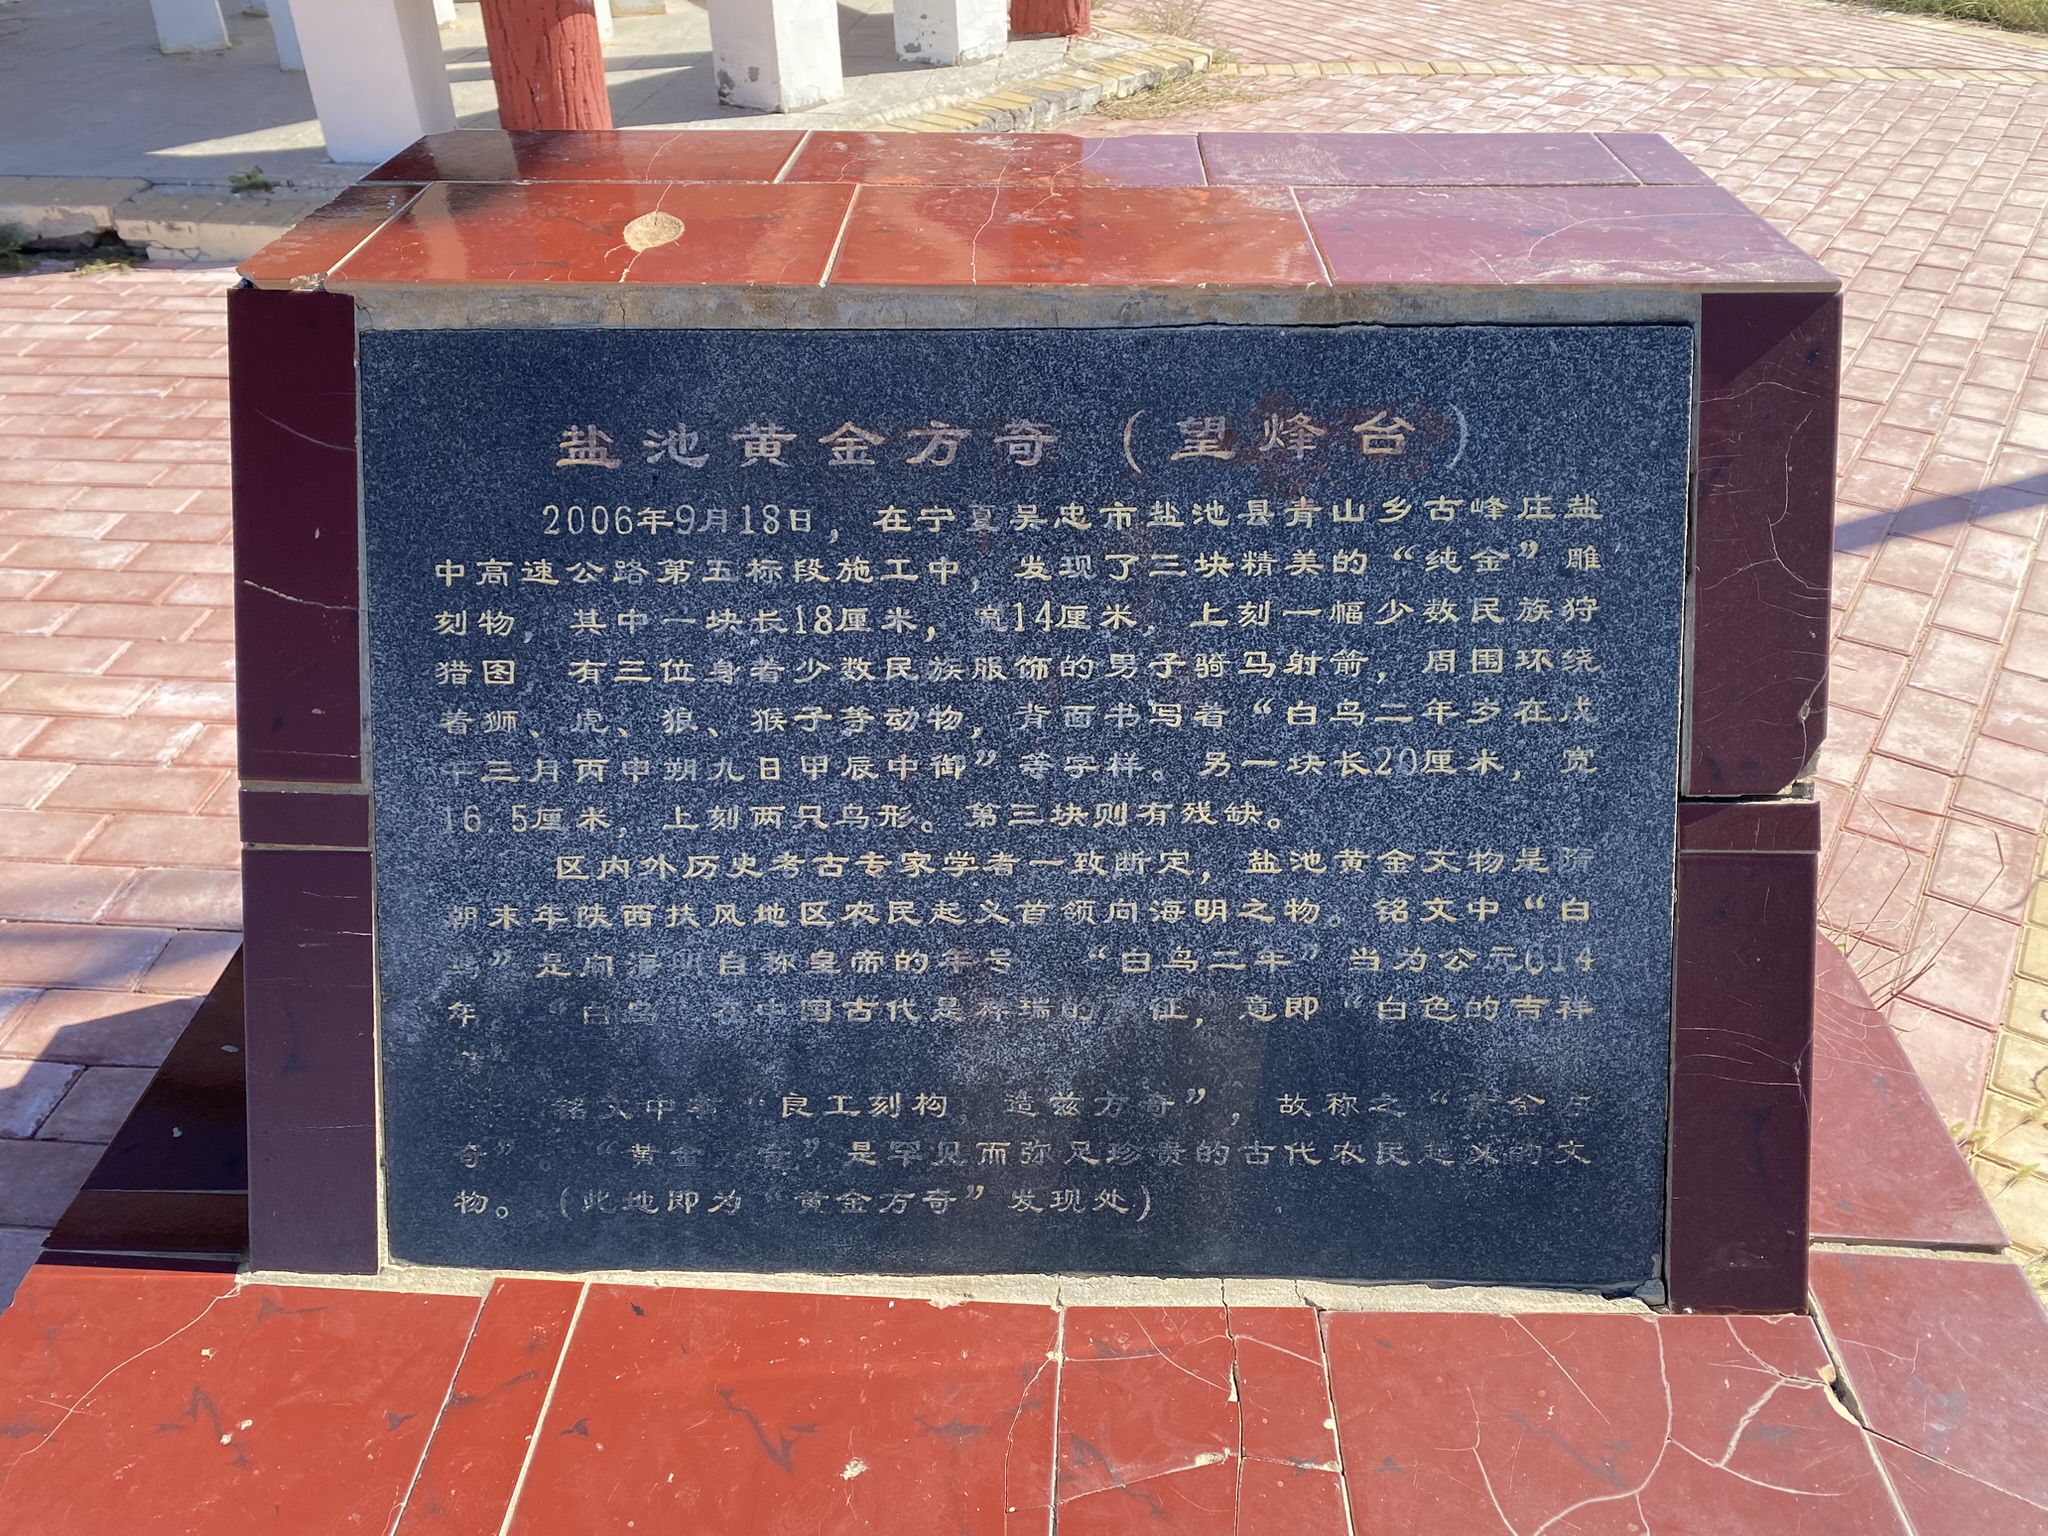 盐池黄金方奇（望烽台）
2006年9月18日，在宁夏吴忠市盐池县青山乡古峰庄盐
中高速公路第五标段施工中，发现了三块精美的“纯金”雕
刻物，其中一块长18厘米，宽14厘米，上刻一幅少数民族狩
猎图 有三位身着少数民族服饰的男子骑马射箭，周围环绕
着狮、虎、狼、猴子等动物，背面书写着“白乌二年岁在戊
午三月丙申朔九日甲辰中御”等字样。另一块长20厘米，宽
16.5厘米，上刻两只鸟形。第三块则有残缺。
区内外历史考古专家学者一致断定，盐池黄金文物是隋
朝末年陕西扶风地区农民起义首领向海明之物。铭文中“白
乌”是向海明自称皇帝的年号 “白乌二年”当为公元614
年。“白乌”在中国古代是祥瑞的 征，意即“白色的吉祥
铭文中有“良工刻构，造兹方奇”，故称之“黄金方
奇”。“黄金方奇”是罕见而弥足珍贵的古代农民起义的文
物。（此地即为“黄金方奇”发现处）